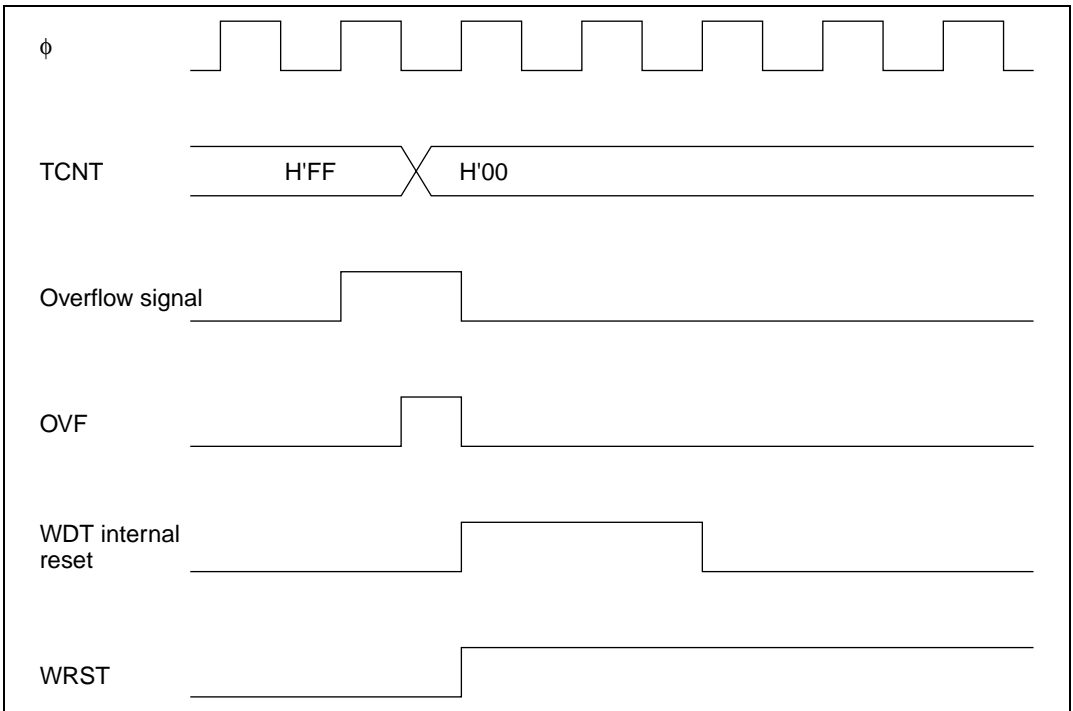 ϕ
TCNT
H'FF
H'00
Overflow signal
OVF
WDT internal
reset
WRST